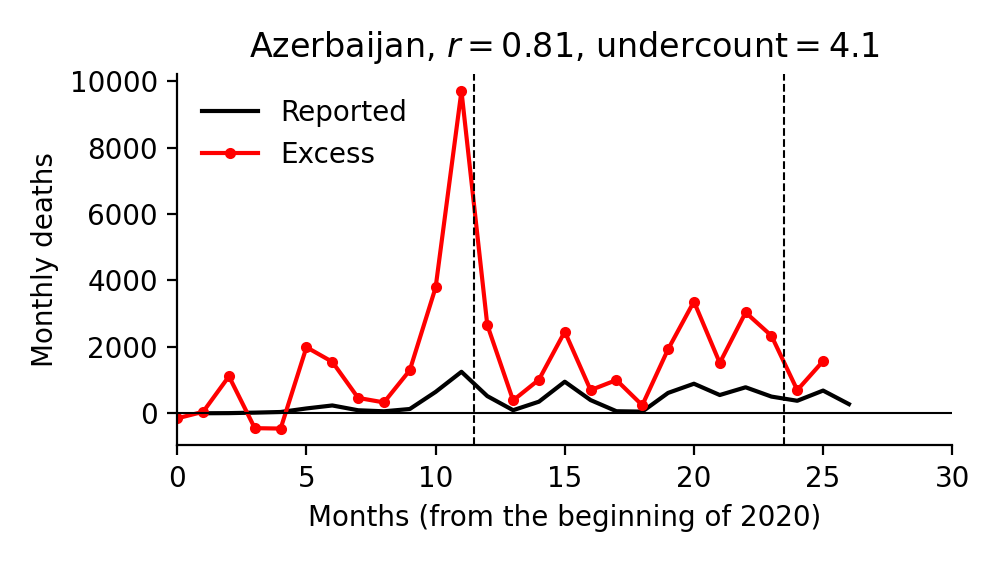 Azerbaijan, r = 0.81, undercount = 4.1
10000
8000
6000
4000
2000
0
Monthly deaths
Reported
Excess
0 5 10 15 20 25 30
Months (from the beginning of 2020)